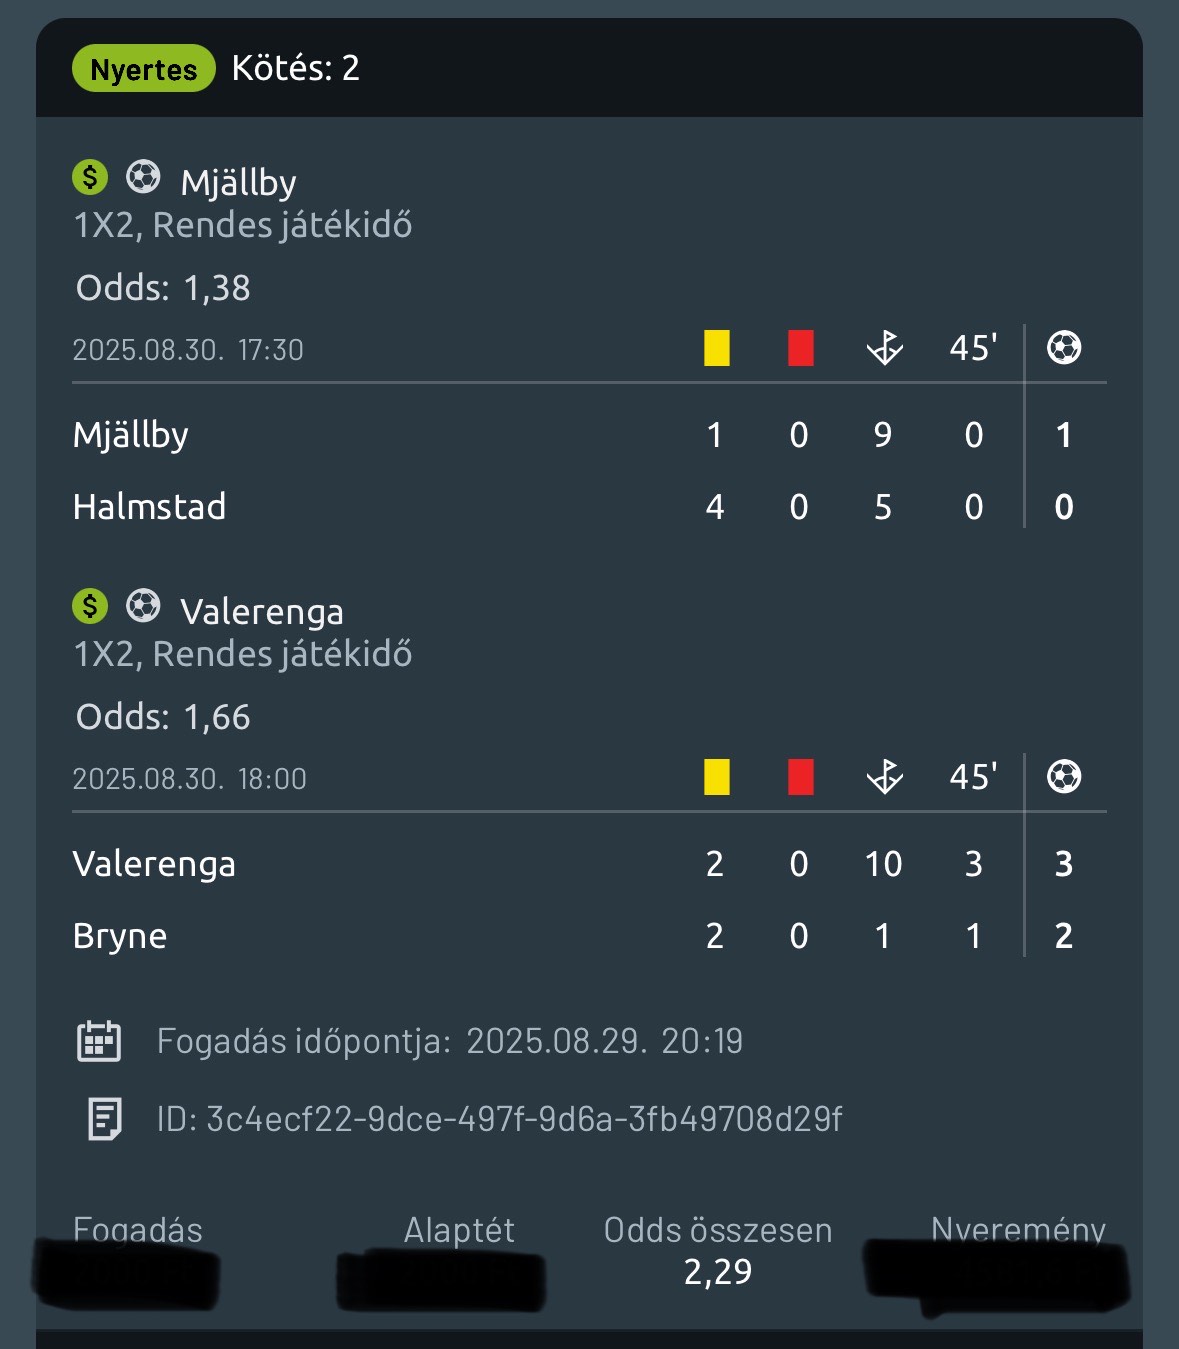 Nyertes Kötés: 2
$ Mjällby
1X2, Rendes játékidő
Odds: 1,38
2025.08.30. 17:30 45'
Mjällby 1 0 9 0 1
Halmstad 4 0 5 0 0
$ Valerenga
1X2, Rendes játékidő
Odds: 1,66
2025.08.30. 18:00 45'
Valerenga 2 0 10 3 3
Bryne 2 0 1 1 2
Fogadás időpontja: 2025.08.29. 20:19
ID: 3c4ecf22-9dce-497f-9d6a-3fb49708d29f
Fogadás Alaptét Odds összesen Nyeremény
2,29